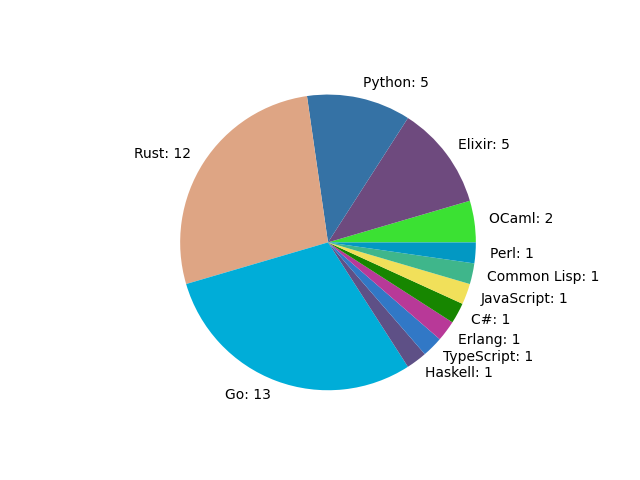 Python: 5
Elixir: 5
Rust: 12
OCaml: 2
Perl: 1
Common Lisp: 1
JavaScript: 1
C#: 1
Erlang: 1
TypeScript: 1
Haskell: 1
Go: 13